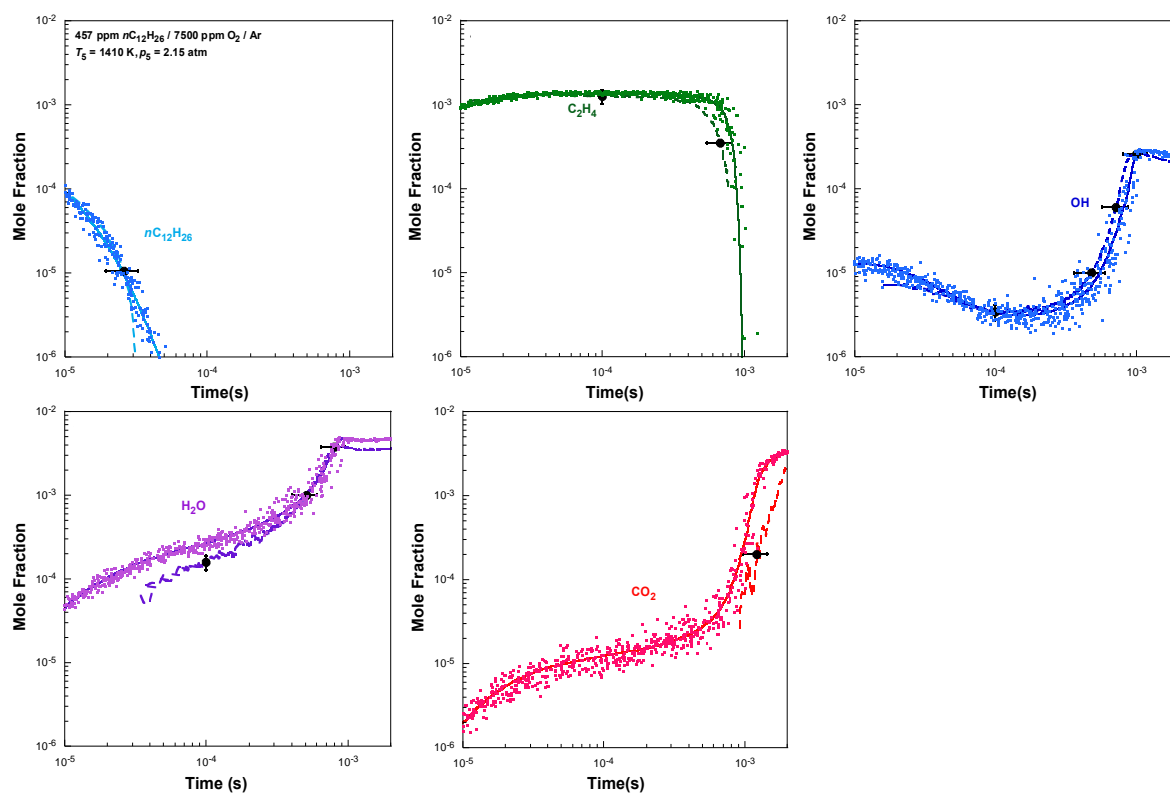 10⁻² 10⁻³ 10⁻⁴ 10⁻⁵ 10⁻⁶
Mole Fraction
457 ppm nC₁₂H₂₆ / 7500 ppm O₂ / Ar
T₅ = 1410 K, p₅ = 2.15 atm
nC₁₂H₂₆
10⁻⁵ 10⁻⁴ 10⁻³
Time(s)
10⁻² 10⁻³ 10⁻⁴ 10⁻⁵ 10⁻⁶
Mole Fraction
C₂H₄
10⁻⁵ 10⁻⁴ 10⁻³
Time(s)
10⁻² 10⁻³ 10⁻⁴ 10⁻⁵ 10⁻⁶
Mole Fraction
OH
10⁻⁵ 10⁻⁴ 10⁻³
Time(s)
10⁻² 10⁻³ 10⁻⁴ 10⁻⁵ 10⁻⁶
Mole Fraction
H₂O
10⁻⁵ 10⁻⁴ 10⁻³
Time (s)
10⁻² 10⁻³ 10⁻⁴ 10⁻⁵ 10⁻⁶
Mole Fraction
CO₂
10⁻⁵ 10⁻⁴ 10⁻³
Time(s)